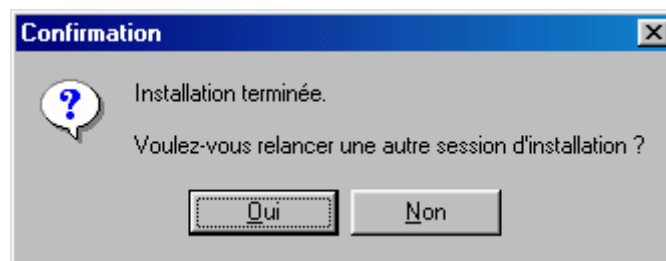 Confirmation
Installation terminée.
Voulez-vous relancer une autre session d'installation ?
Oui
Non